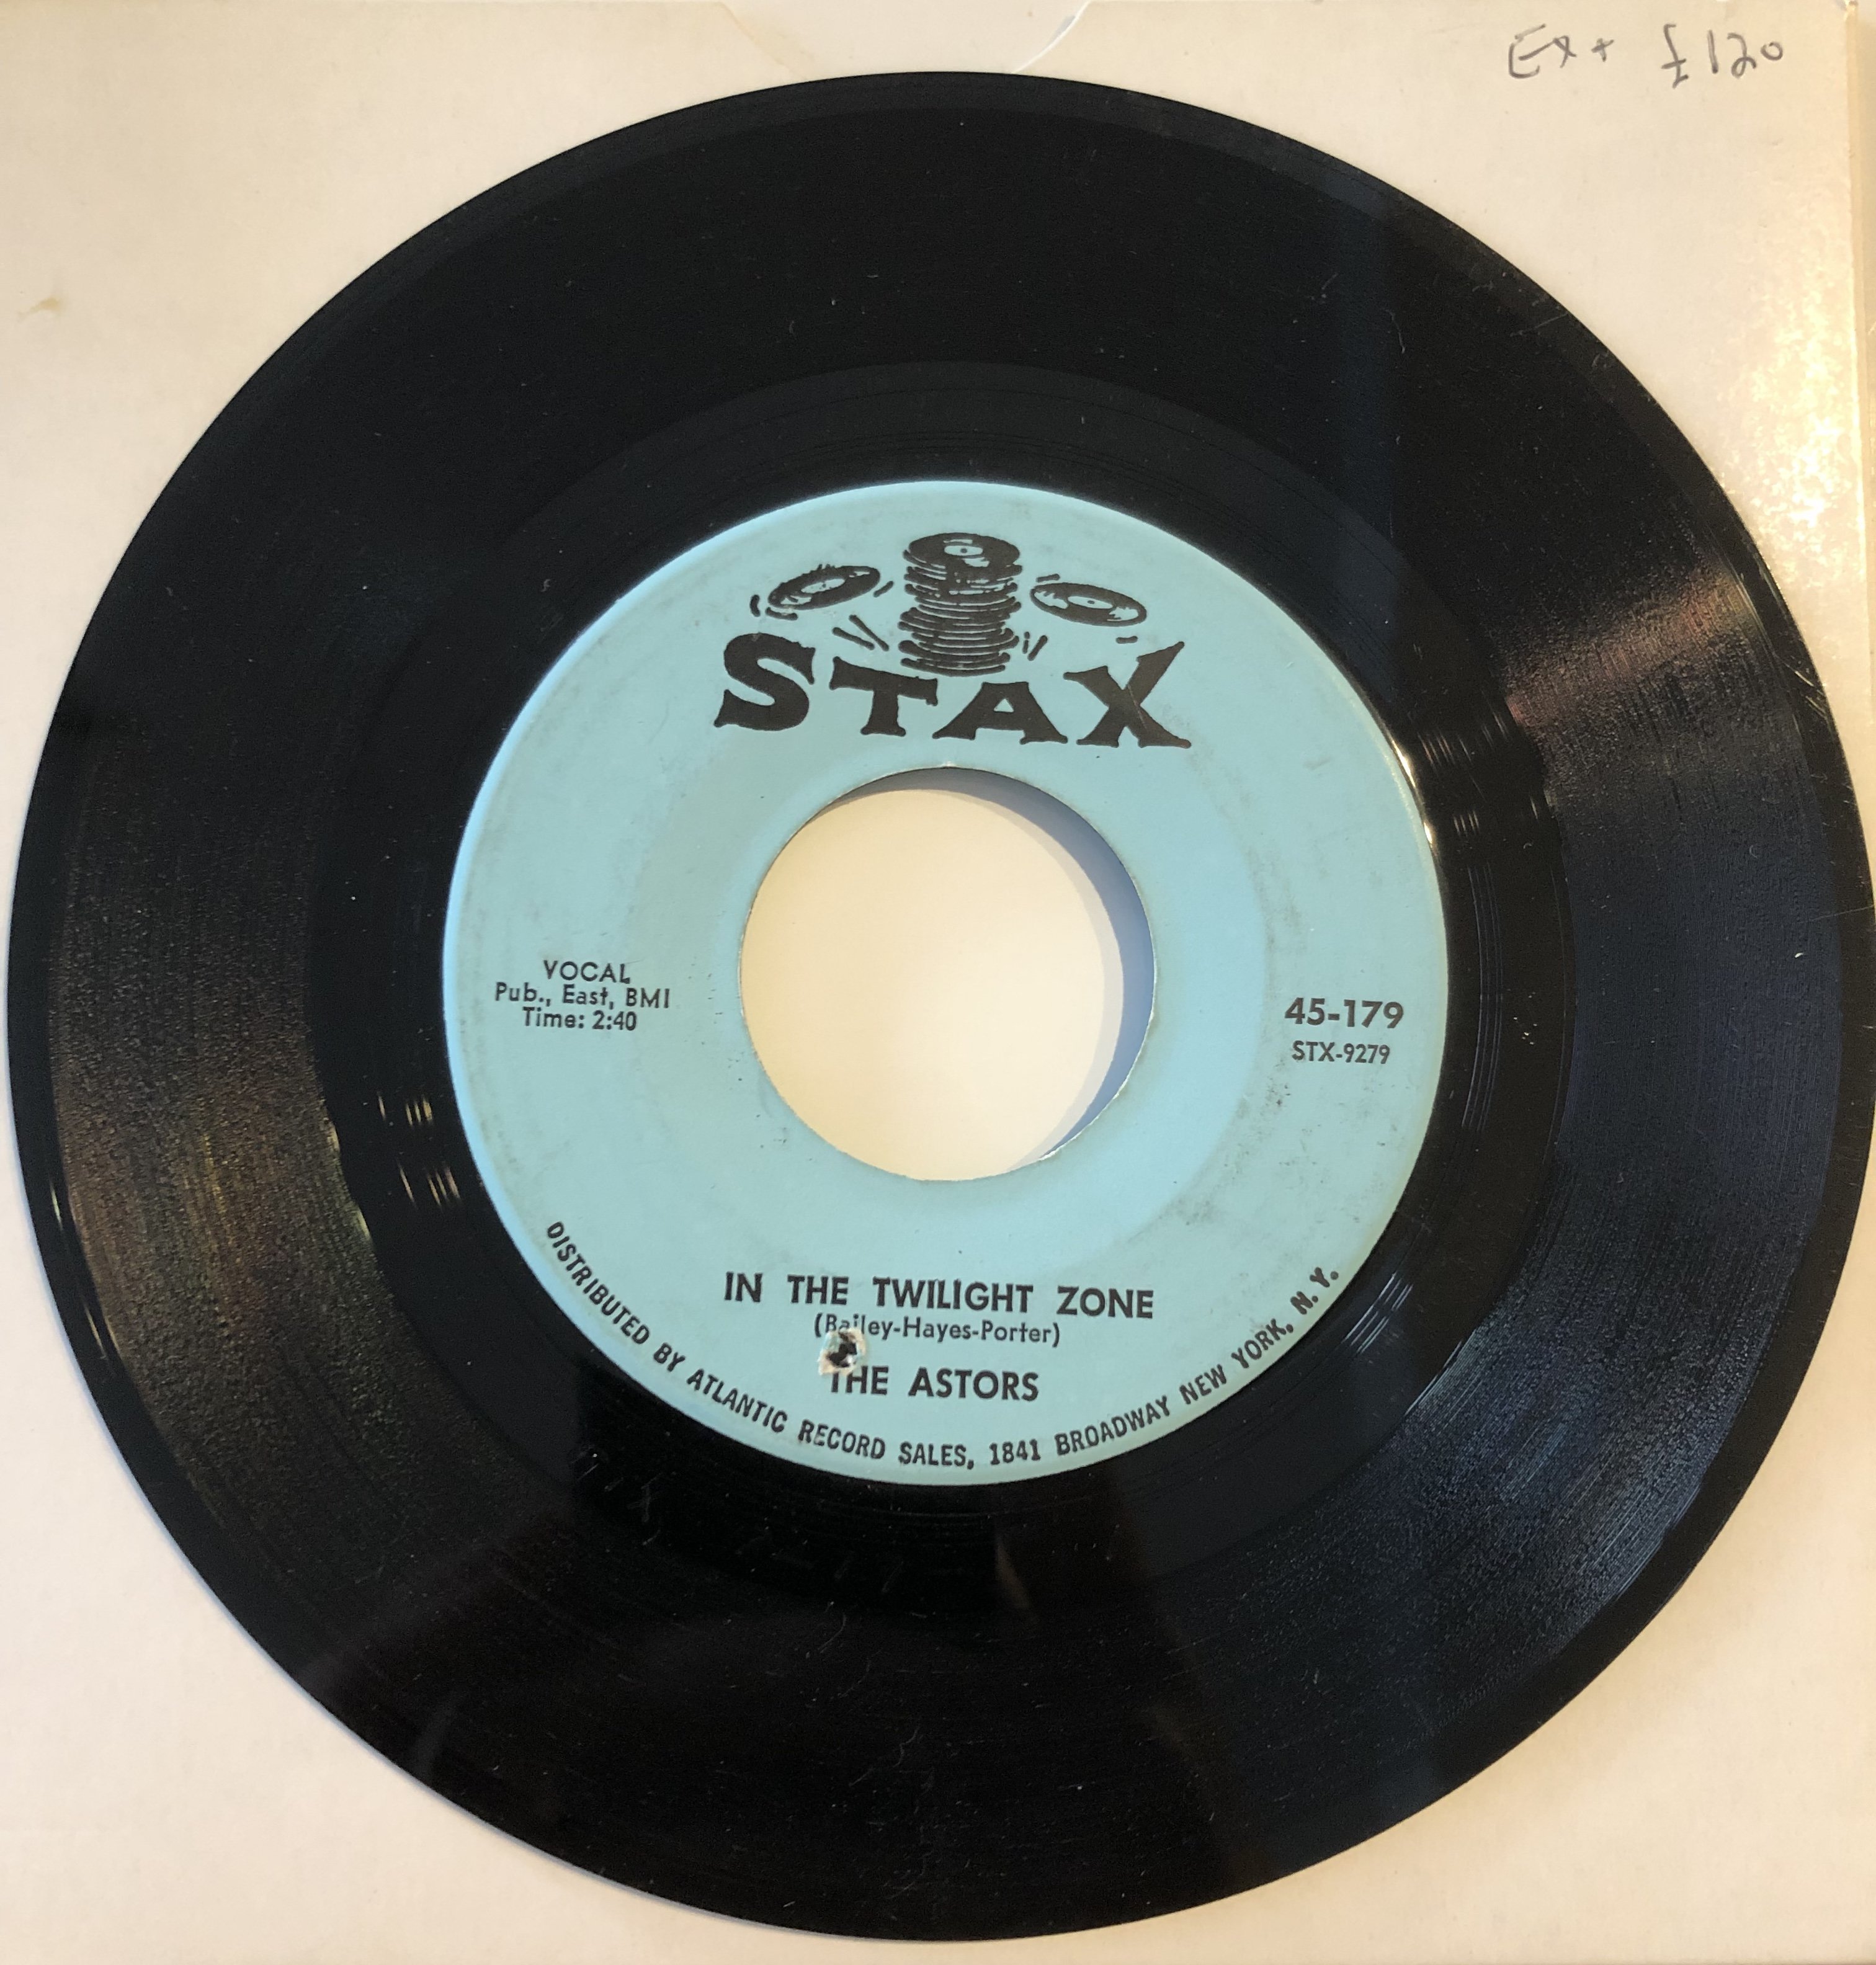 Ex+ £120
STAX
VOCAL
Pub., East, BMI
Time: 2:40
45-179
STX-9279
IN THE TWILIGHT ZONE
(Bailey-Hayes-Porter)
THE ASTORS
DISTRIBUTED BY ATLANTIC RECORD SALES, 1841 BROADWAY NEW YORK, N. Y.